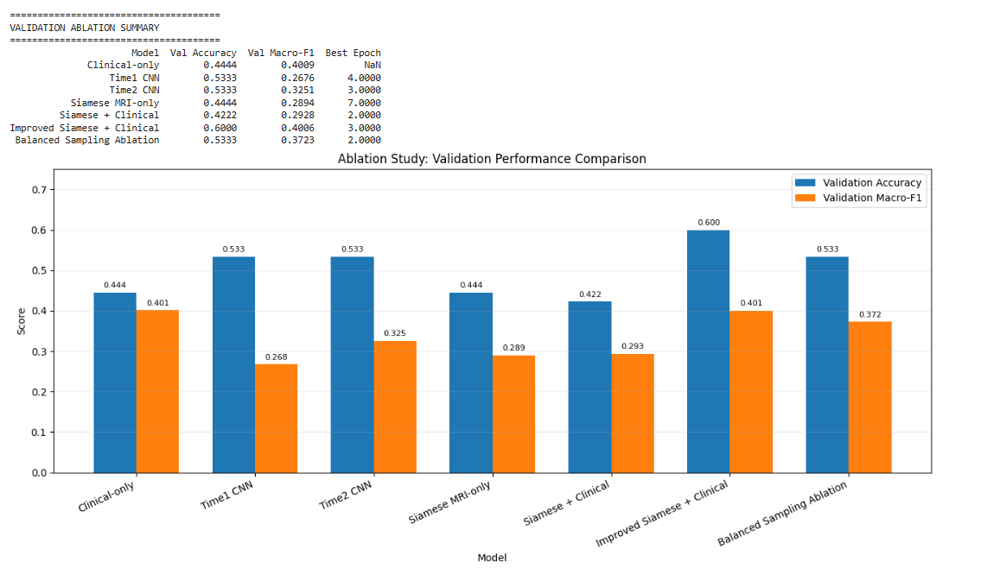 ======================================
VALIDATION ABLATION SUMMARY
======================================
Model  Val Accuracy  Val Macro-F1  Best Epoch
Clinical-only  0.4444  0.4009  NaN
Time1 CNN  0.5333  0.2676  4.0000
Time2 CNN  0.5333  0.3251  3.0000
Siamese MRI-only  0.4444  0.2894  7.0000
Siamese + Clinical  0.4222  0.2928  2.0000
Improved Siamese + Clinical  0.6000  0.4006  3.0000
Balanced Sampling Ablation  0.5333  0.3723  2.0000
Ablation Study: Validation Performance Comparison
Validation Accuracy
Validation Macro-F1
Score
0.7
0.6
0.5
0.4
0.3
0.2
0.1
0.0
0.444
0.401
0.533
0.268
0.533
0.325
0.444
0.289
0.422
0.293
0.600
0.401
0.533
0.372
Clinical-only
Time1 CNN
Time2 CNN
Siamese MRI-only
Siamese + Clinical
Improved Siamese + Clinical
Balanced Sampling Ablation
Model